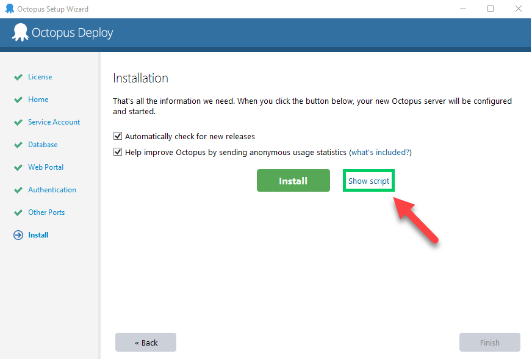 Octopus Setup Wizard
Octopus Deploy
License
Home
Service Account
Database
Web Portal
Authentication
Other Ports
Install
Installation
That's all the information we need. When you click the button below, your new Octopus server will be configured
and started.
Automatically check for new releases
Help improve Octopus by sending anonymous usage statistics (what's included?)
Install
Show script
« Back
Finish